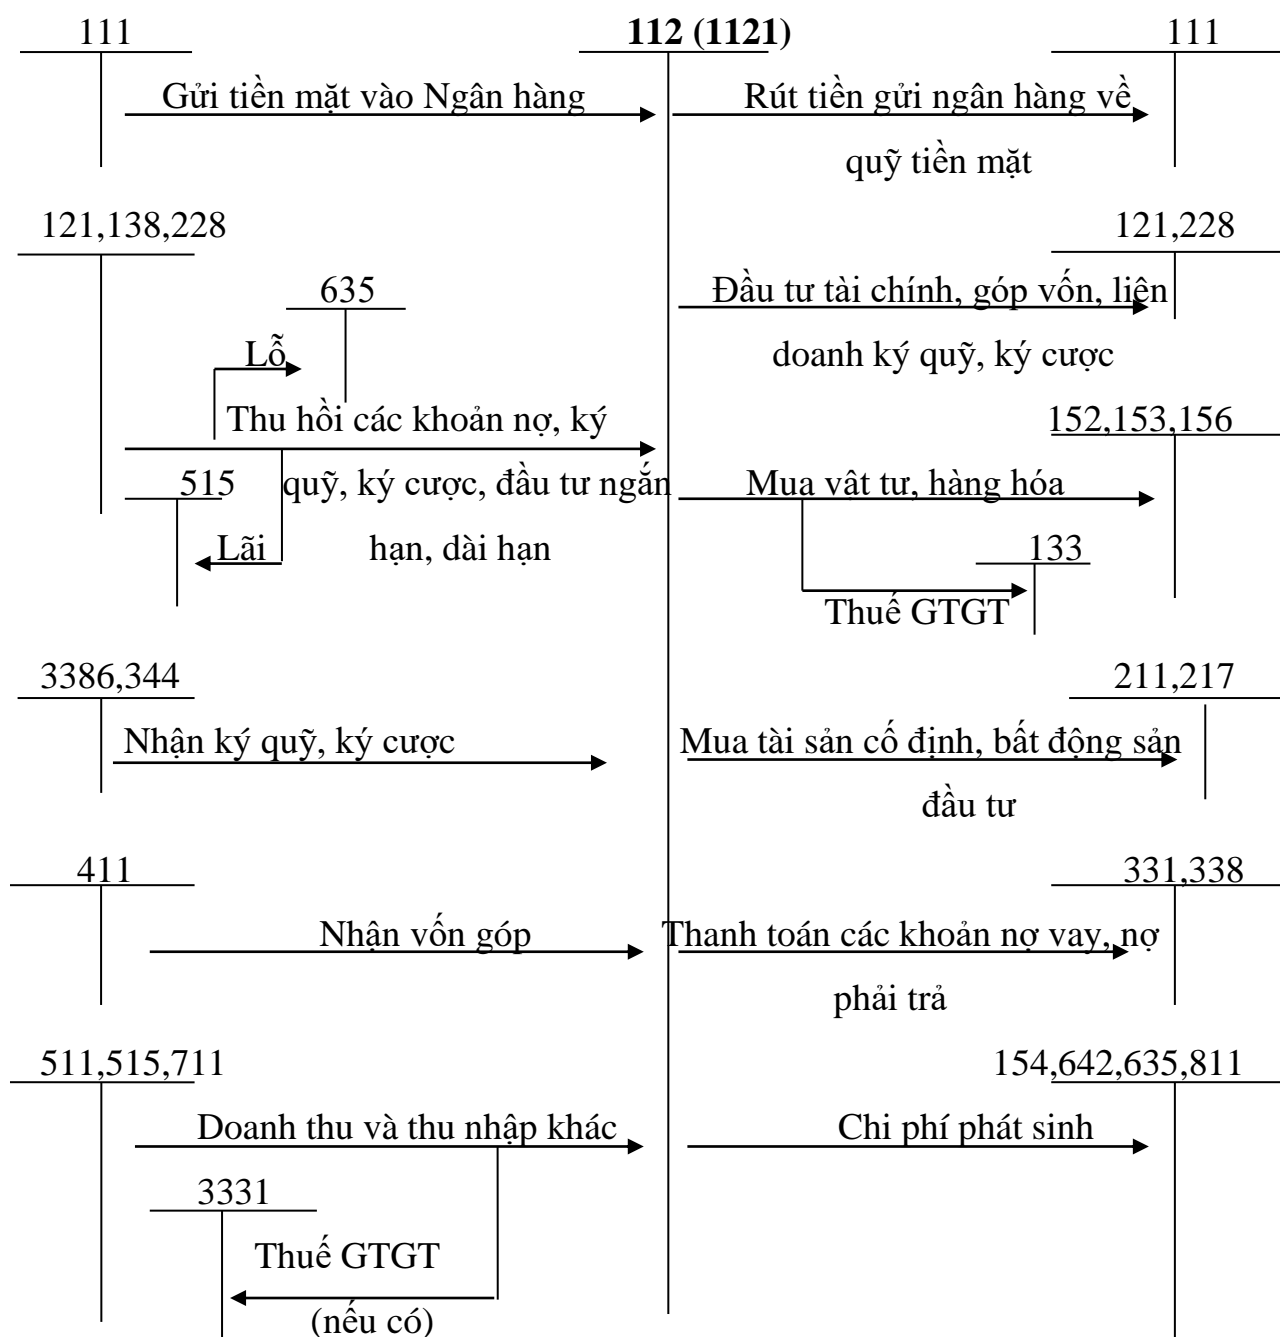 111
112 (1121)
111
Gửi tiền mặt vào Ngân hàng
Rút tiền gửi ngân hàng về
quỹ tiền mặt
121,138,228
121,228
635
Đầu tư tài chính, góp vốn, liên
Lỗ
doanh ký quỹ, ký cược
Thu hồi các khoản nợ, ký
152,153,156
515
quỹ, ký cược, đầu tư ngắn
Mua vật tư, hàng hóa
Lãi
hạn, dài hạn
133
Thuế GTGT
3386,344
211,217
Nhận ký quỹ, ký cược
Mua tài sản cố định, bất động sản
đầu tư
411
331,338
Nhận vốn góp
Thanh toán các khoản nợ vay, nợ
phải trả
511,515,711
154,642,635,811
Doanh thu và thu nhập khác
Chi phí phát sinh
3331
Thuế GTGT
(nếu có)